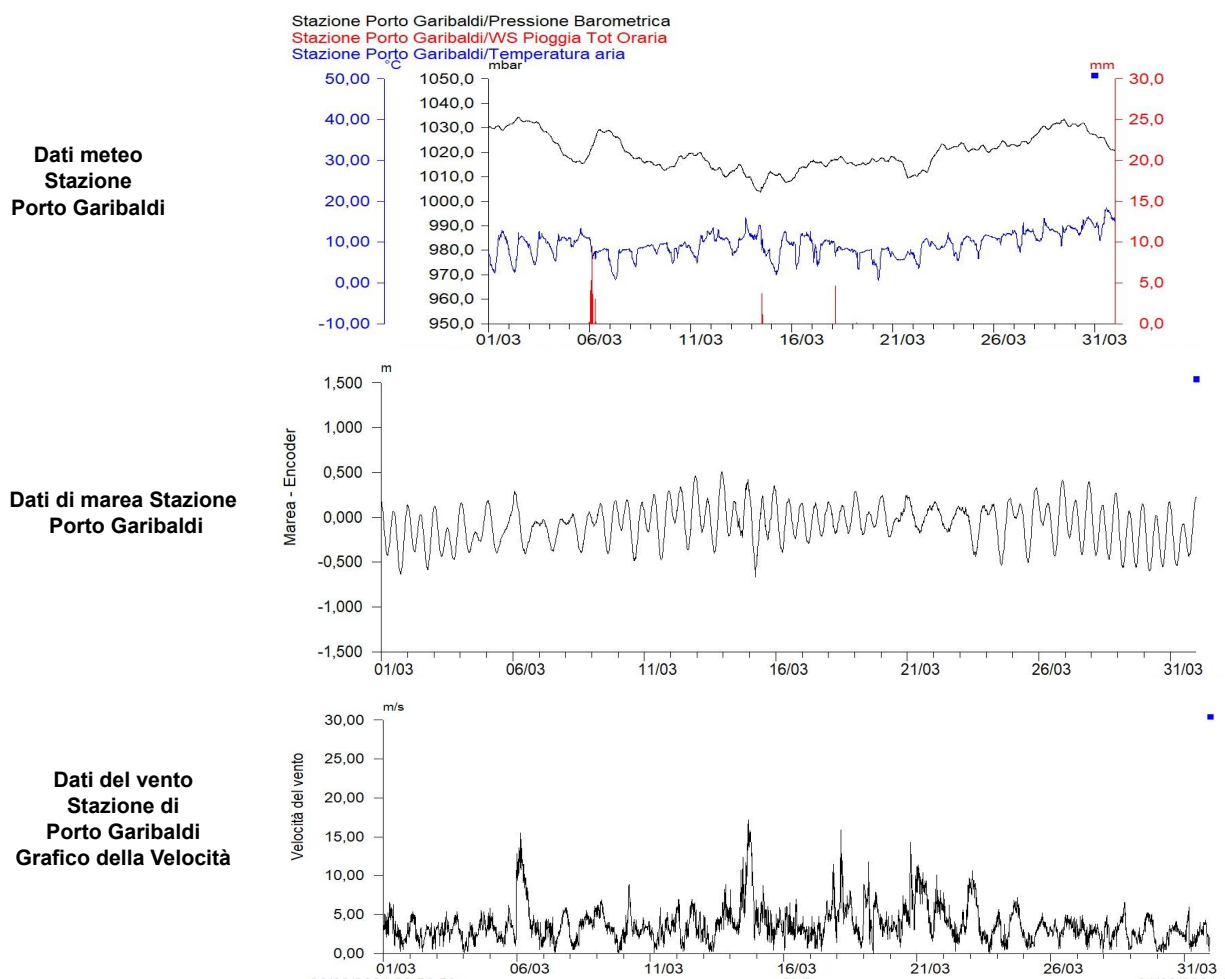 Stazione Porto Garibaldi/Pressione Barometrica
Stazione Porto Garibaldi/WS Pioggia Tot Oraria
Stazione Porto Garibaldi/Temperatura aria
°C mbar mm
50,00 1050,0 30,0
1040,0
40,00 1030,0 25,0
30,00 1020,0 20,0
1010,0
20,00 1000,0 15,0
990,0
10,00 980,0 10,0
0,00 970,0 5,0
960,0
-10,00 950,0 0,0
01/03 06/03 11/03 16/03 21/03 26/03 31/03
Dati meteo
Stazione
Porto Garibaldi
m
1,500
1,000
0,500
0,000
-0,500
-1,000
-1,500
Marea - Encoder
01/03 06/03 11/03 16/03 21/03 26/03 31/03
Dati di marea Stazione
Porto Garibaldi
m/s
30,00
25,00
20,00
15,00
10,00
5,00
0,00
Velocità del vento
01/03 06/03 11/03 16/03 21/03 26/03 31/03
Dati del vento
Stazione di
Porto Garibaldi
Grafico della Velocità